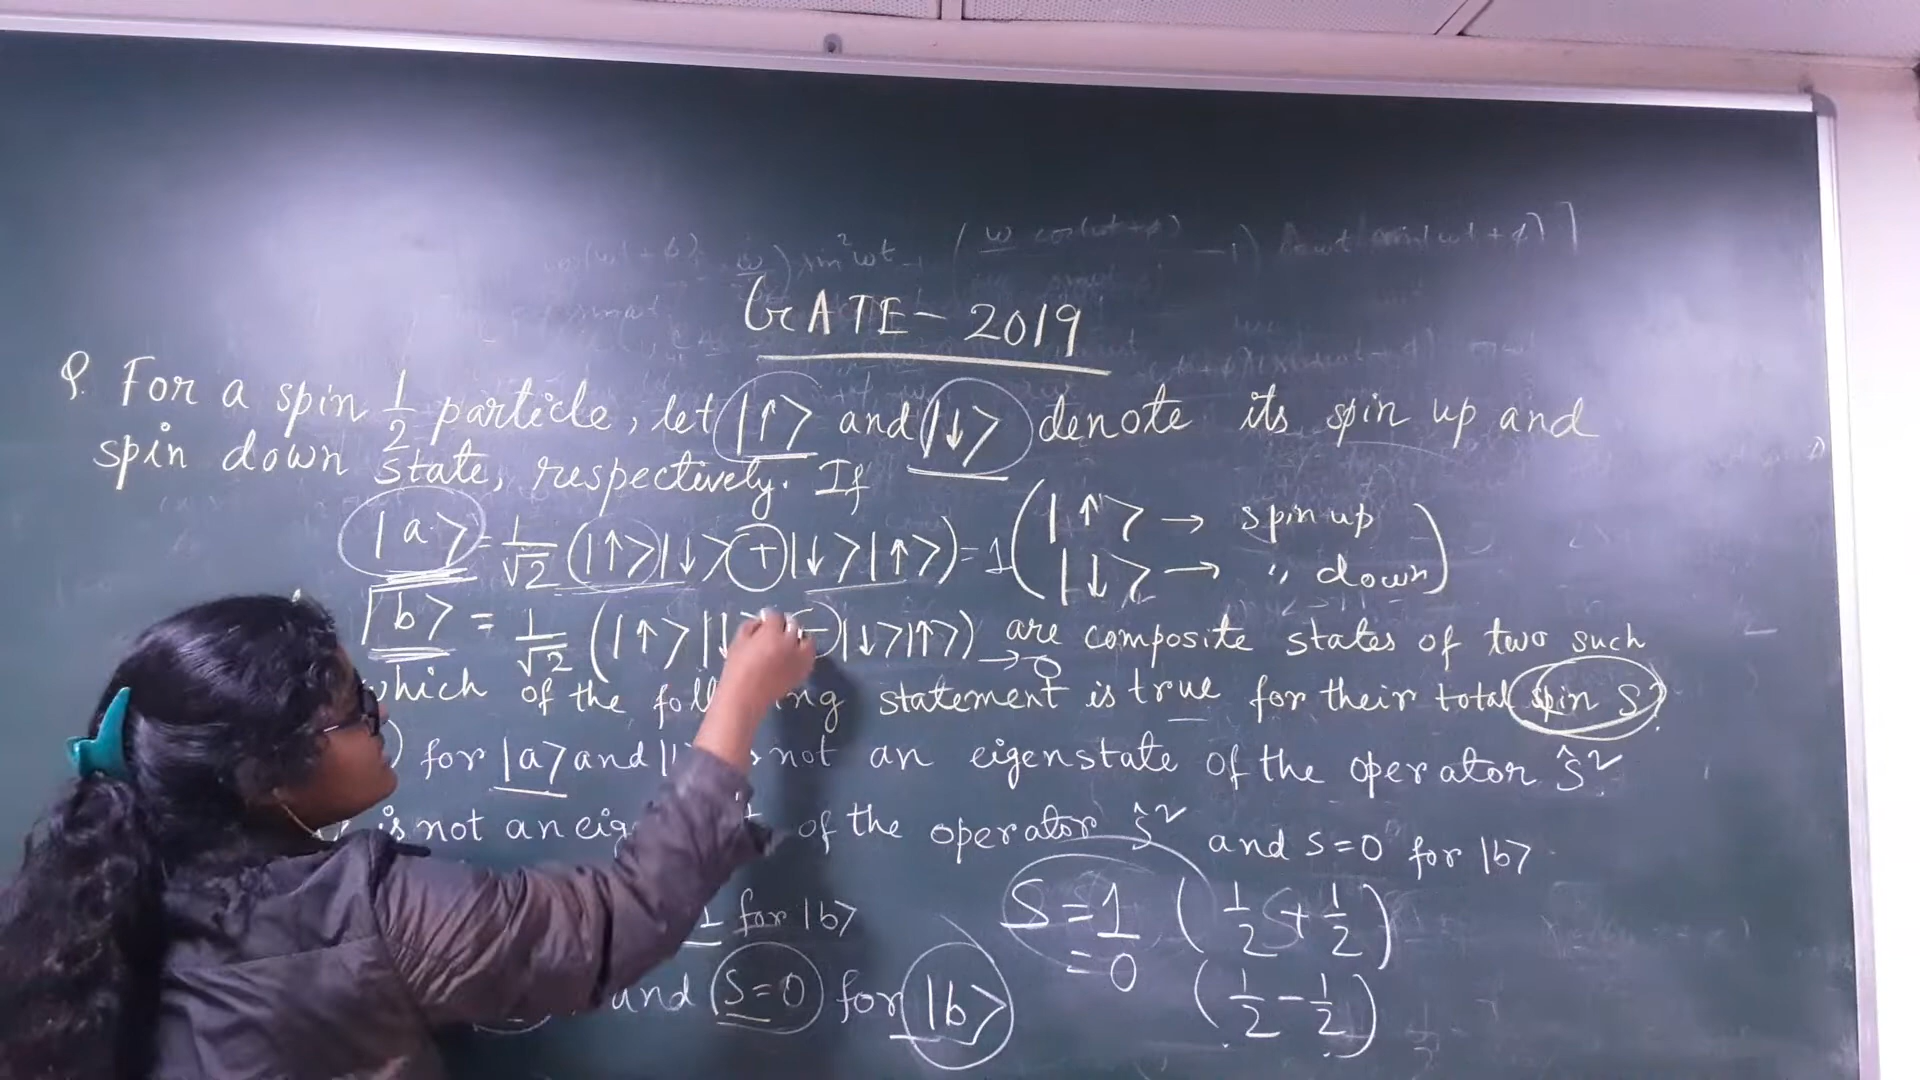 GATE - 2019
Q. For a spin 1/2 particle, let |↑> and |↓> denote its spin up and
spin down state, respectively. If
|a> = 1/√2 (|↑>|↓> + |↓>|↑>) = 1 (|↑> → spin up
|↓> → " down)
|b> = 1/√2 (|↑>|↓> - |↓>|↑>) → 0 are composite states of two such
which of the following statement is true for their total spin S?
for |a> and | not an eigenstate of the operator Ŝ²
is not an of the operator ŝ² and s=0 for |b>
1 for |b>
and S=0 for |b>
S = 1 (1/2 + 1/2)
= 0 (1/2 - 1/2)